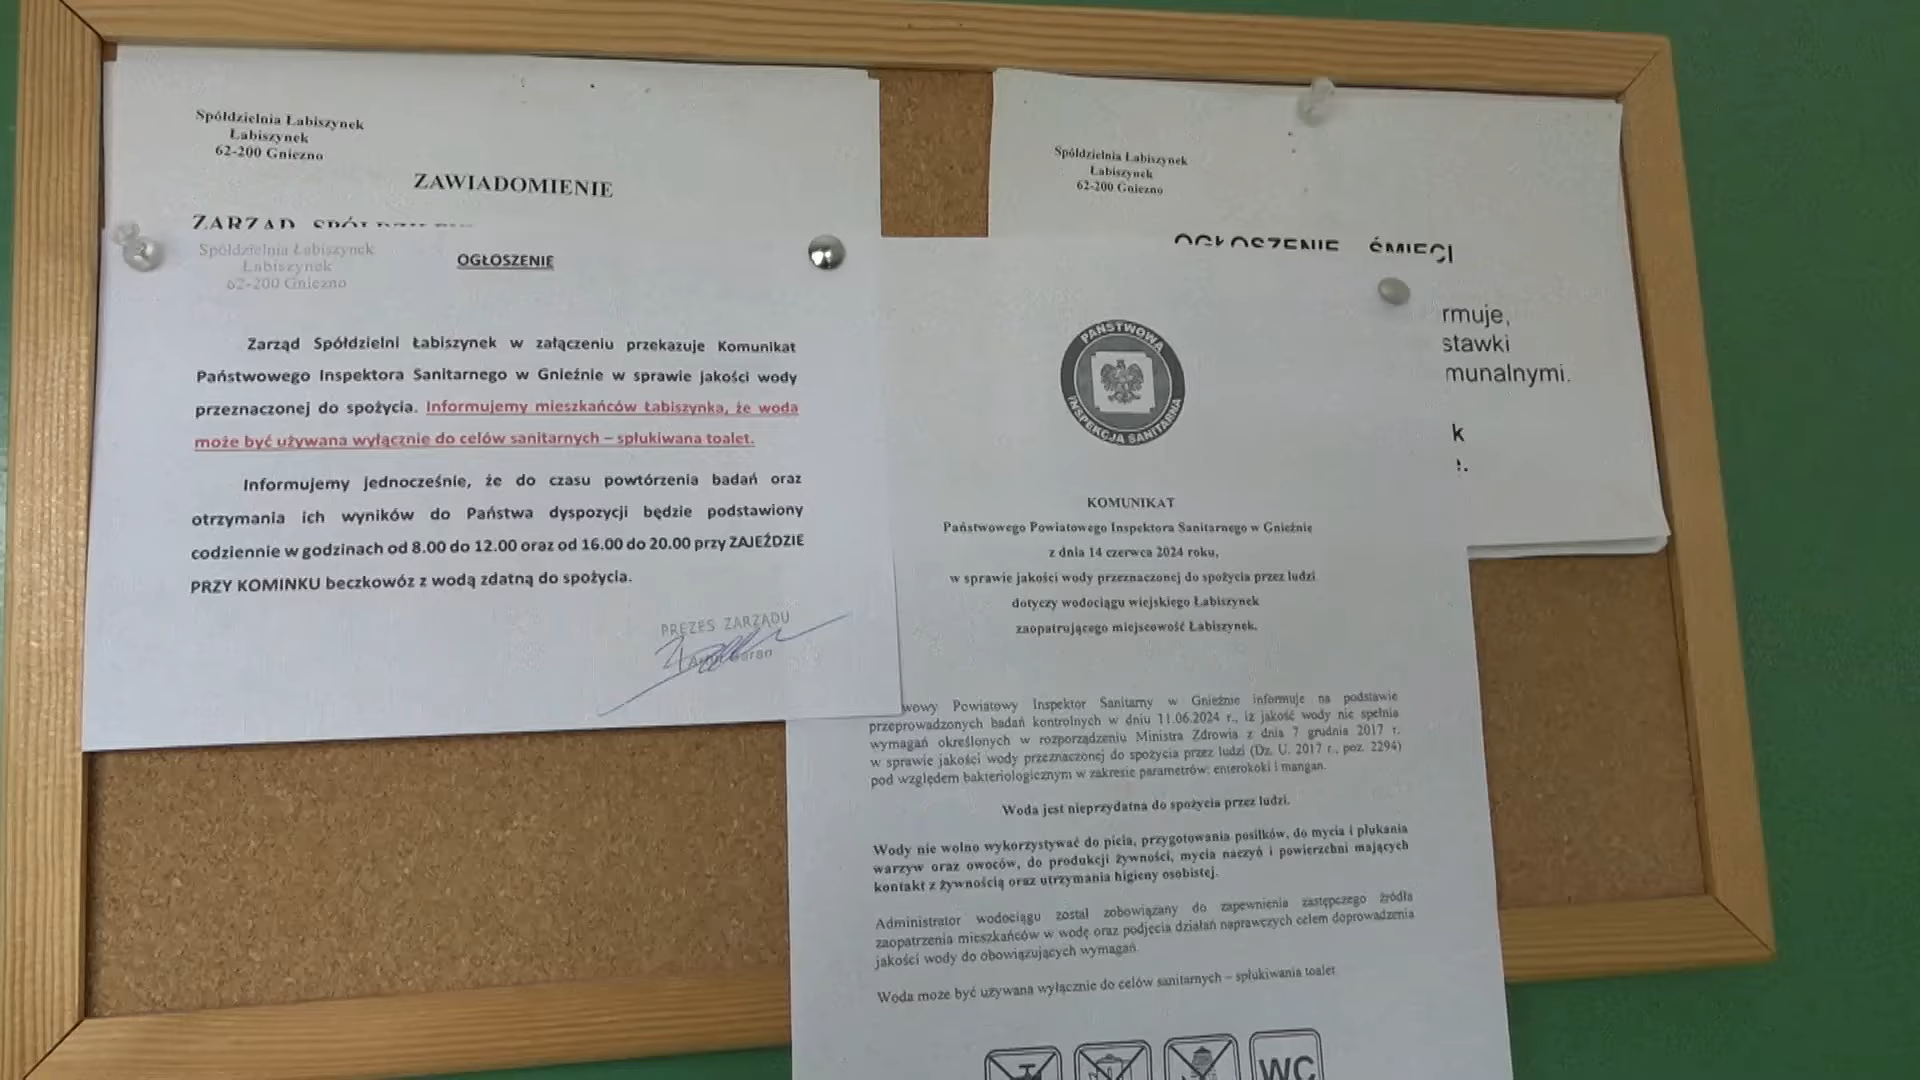 Spółdzielnia Łabiszynek
Łabiszynek
62-200 Gniezno
ZAWIADOMIENIE
ZARZĄD SPÓŁDZIELNI
Spółdzielnia Łabiszynek
Łabiszynek
62-200 Gniezno
OGŁOSZENIE
Zarząd Spółdzielni Łabiszynek w załączeniu przekazuje Komunikat
Państwowego Inspektora Sanitarnego w Gnieźnie w sprawie jakości wody
przeznaczonej do spożycia. Informujemy mieszkańców Łabiszynka, że woda
może być używana wyłącznie do celów sanitarnych – spłukiwana toalet.
Informujemy jednocześnie, że do czasu powtórzenia badań oraz
otrzymania ich wyników do Państwa dyspozycji będzie podstawiony
codziennie w godzinach od 8.00 do 12.00 oraz od 16.00 do 20.00 przy ZAJEŹDZIE
PRZY KOMINKU beczkowóz z wodą zdatną do spożycia.
PREZES ZARZĄDU
Spółdzielnia Łabiszynek
Łabiszynek
62-200 Gniezno
OGŁOSZENIE ŚMIECI
rmuje,
stawki
munalnymi.
k
PAŃSTWOWA
INSPEKCJA SANITARNA
KOMUNIKAT
Państwowego Powiatowego Inspektora Sanitarnego w Gnieźnie
z dnia 14 czerwca 2024 roku,
w sprawie jakości wody przeznaczonej do spożycia przez ludzi
dotyczy wodociągu wiejskiego Łabiszynek
zaopatrującego miejscowość Łabiszynek.
wowy Powiatowy Inspektor Sanitarny w Gnieźnie informuje na podstawie
przeprowadzonych badań kontrolnych w dniu 11.06.2024 r., iż jakość wody nie spełnia
wymagań określonych w rozporządzeniu Ministra Zdrowia z dnia 7 grudnia 2017 r.
w sprawie jakości wody przeznaczonej do spożycia przez ludzi (Dz. U. 2017 r., poz. 2294)
pod względem bakteriologicznym w zakresie parametrów: enterokoki i mangan.
Woda jest nieprzydatna do spożycia przez ludzi.
Wody nie wolno wykorzystywać do picia, przygotowania posiłków, do mycia i płukania
warzyw oraz owoców, do produkcji żywności, mycia naczyń i powierzchni mających
kontakt z żywnością oraz utrzymania higieny osobistej.
Administrator wodociągu został zobowiązany do zapewnienia zastępczego źródła
zaopatrzenia mieszkańców w wodę oraz podjęcia działań naprawczych celem doprowadzenia
jakości wody do obowiązujących wymagań.
Woda może być używana wyłącznie do celów sanitarnych – spłukiwania toalet
WC